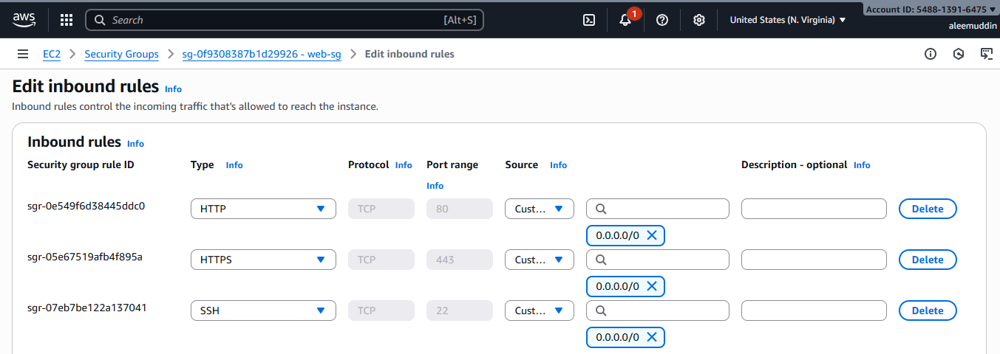 Account ID: 5488-1391-6475
aws Search [Alt+S] 1 United States (N. Virginia) aleemuddin
EC2 Security Groups sg-0f9308387b1d29926 - web-sg Edit inbound rules
Edit inbound rules Info
Inbound rules control the incoming traffic that's allowed to reach the instance.
Inbound rules Info
Security group rule ID Type Info Protocol Info Port range Info Source Info Description - optional Info
sgr-0e549f6d38445ddc0 HTTP TCP 80 Cust... Delete
0.0.0.0/0
sgr-05e67519afb4f895a HTTPS TCP 443 Cust... Delete
0.0.0.0/0
sgr-07eb7be122a137041 SSH TCP 22 Cust... Delete
0.0.0.0/0